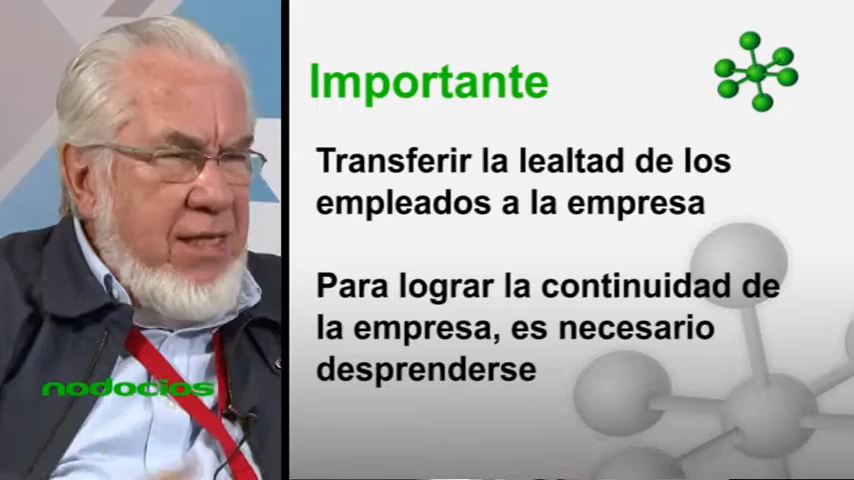 Importante
Transferir la lealtad de los
empleados a la empresa
Para lograr la continuidad de
la empresa, es necesario
desprenderse
nodocios